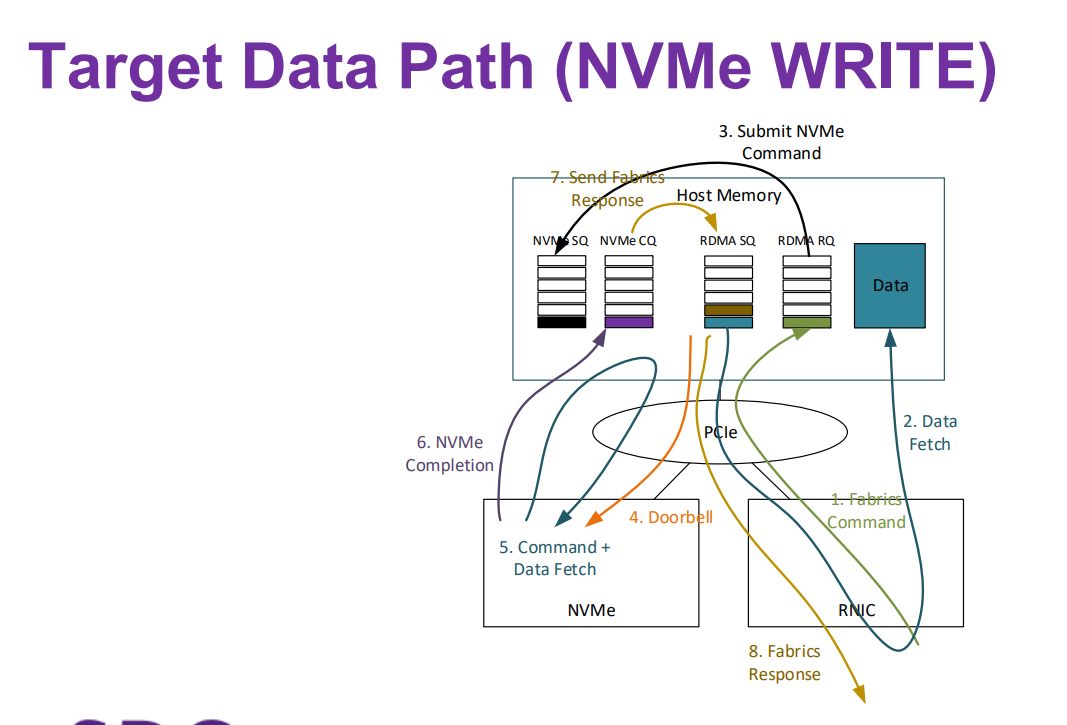 Target Data Path (NVMe WRITE)
3. Submit NVMe
Command
7. Send Fabrics
Response
Host Memory
NVMe SQ
NVMe CQ
RDMA SQ
RDMA RQ
Data
PCIe
2. Data
Fetch
6. NVMe
Completion
1. Fabrics
Command
4. Doorbell
5. Command +
Data Fetch
NVMe
RNIC
8. Fabrics
Response